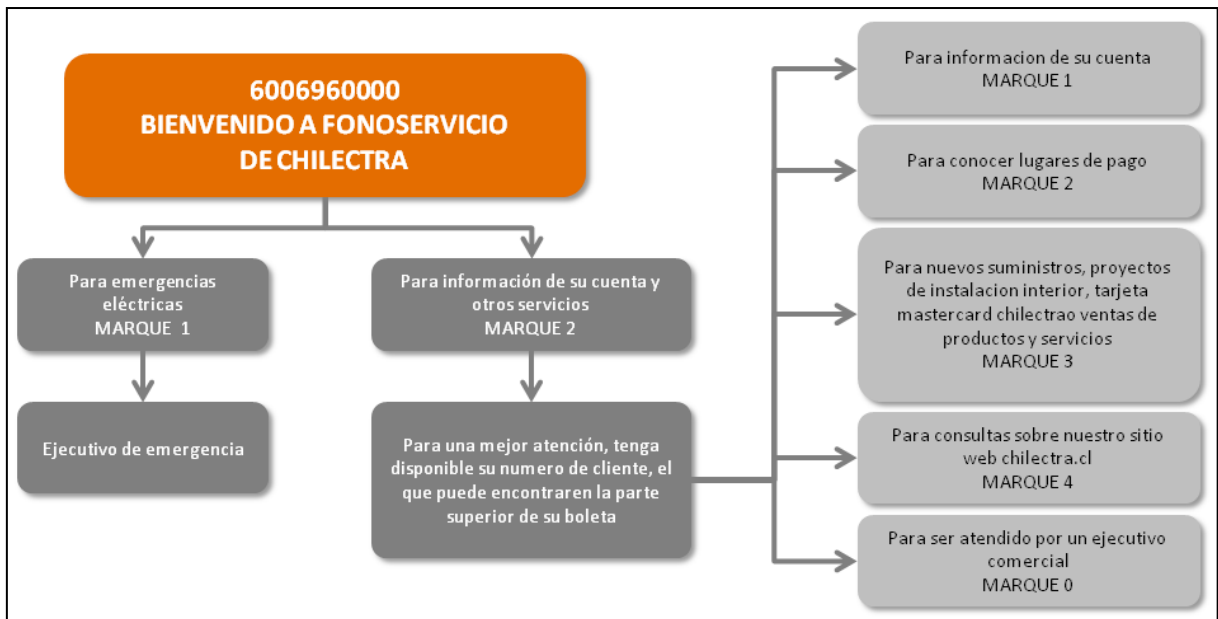 6006960000
BIENVENIDO A FONOSERVICIO
DE CHILECTRA
Para emergencias
eléctricas
MARQUE 1
Ejecutivo de emergencia
Para información de su cuenta y
otros servicios
MARQUE 2
Para una mejor atención, tenga
disponible su numero de cliente, el
que puede encontraren la parte
superior de su boleta
Para informacion de su cuenta
MARQUE 1
Para conocer lugares de pago
MARQUE 2
Para nuevos suministros, proyectos
de instalacion interior, tarjeta
mastercard chilectrao ventas de
productos y servicios
MARQUE 3
Para consultas sobre nuestro sitio
web chilectra.cl
MARQUE 4
Para ser atendido por un ejecutivo
comercial
MARQUE 0